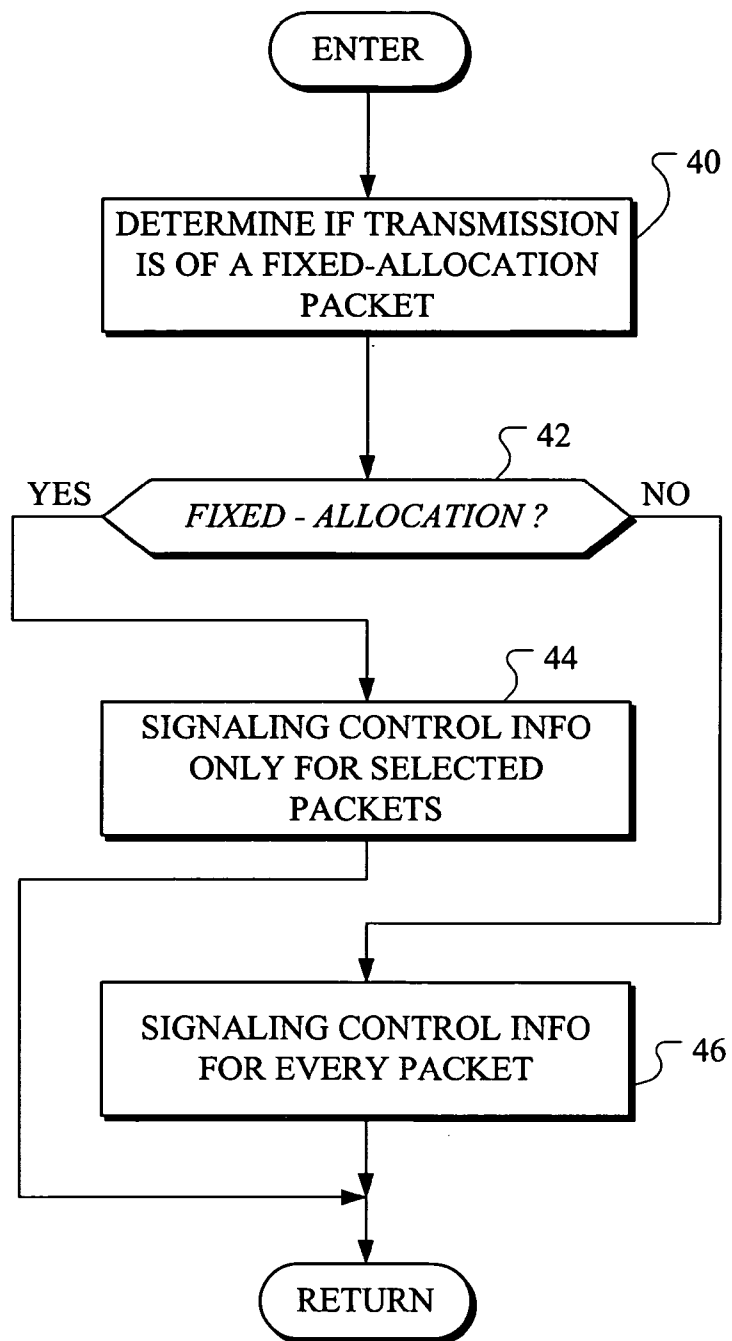 ENTER
40
DETERMINE IF TRANSMISSION
IS OF A FIXED-ALLOCATION
PACKET
42
YES
FIXED - ALLOCATION ?
NO
44
SIGNALING CONTROL INFO
ONLY FOR SELECTED
PACKETS
SIGNALING CONTROL INFO
FOR EVERY PACKET
46
RETURN